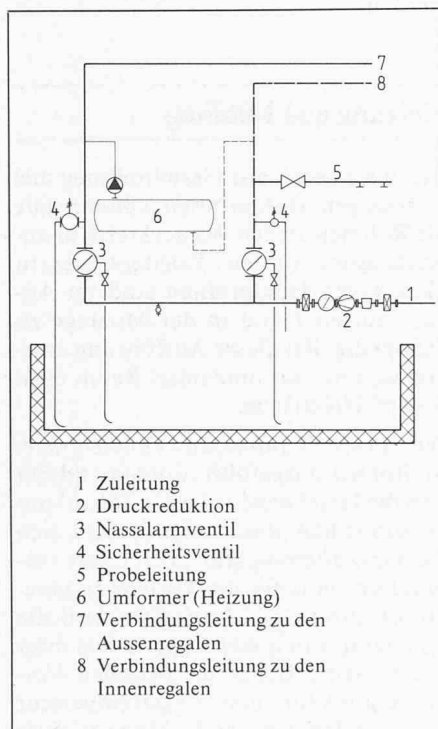 7
8
5
4
6
4
3
3
1
2
1 Zuleitung
2 Druckreduktion
3 Nassalarmventil
4 Sicherheitsventil
5 Probeleitung
6 Umformer (Heizung)
7 Verbindungsleitung zu den
Aussenregalen
8 Verbindungsleitung zu den
Innenregalen